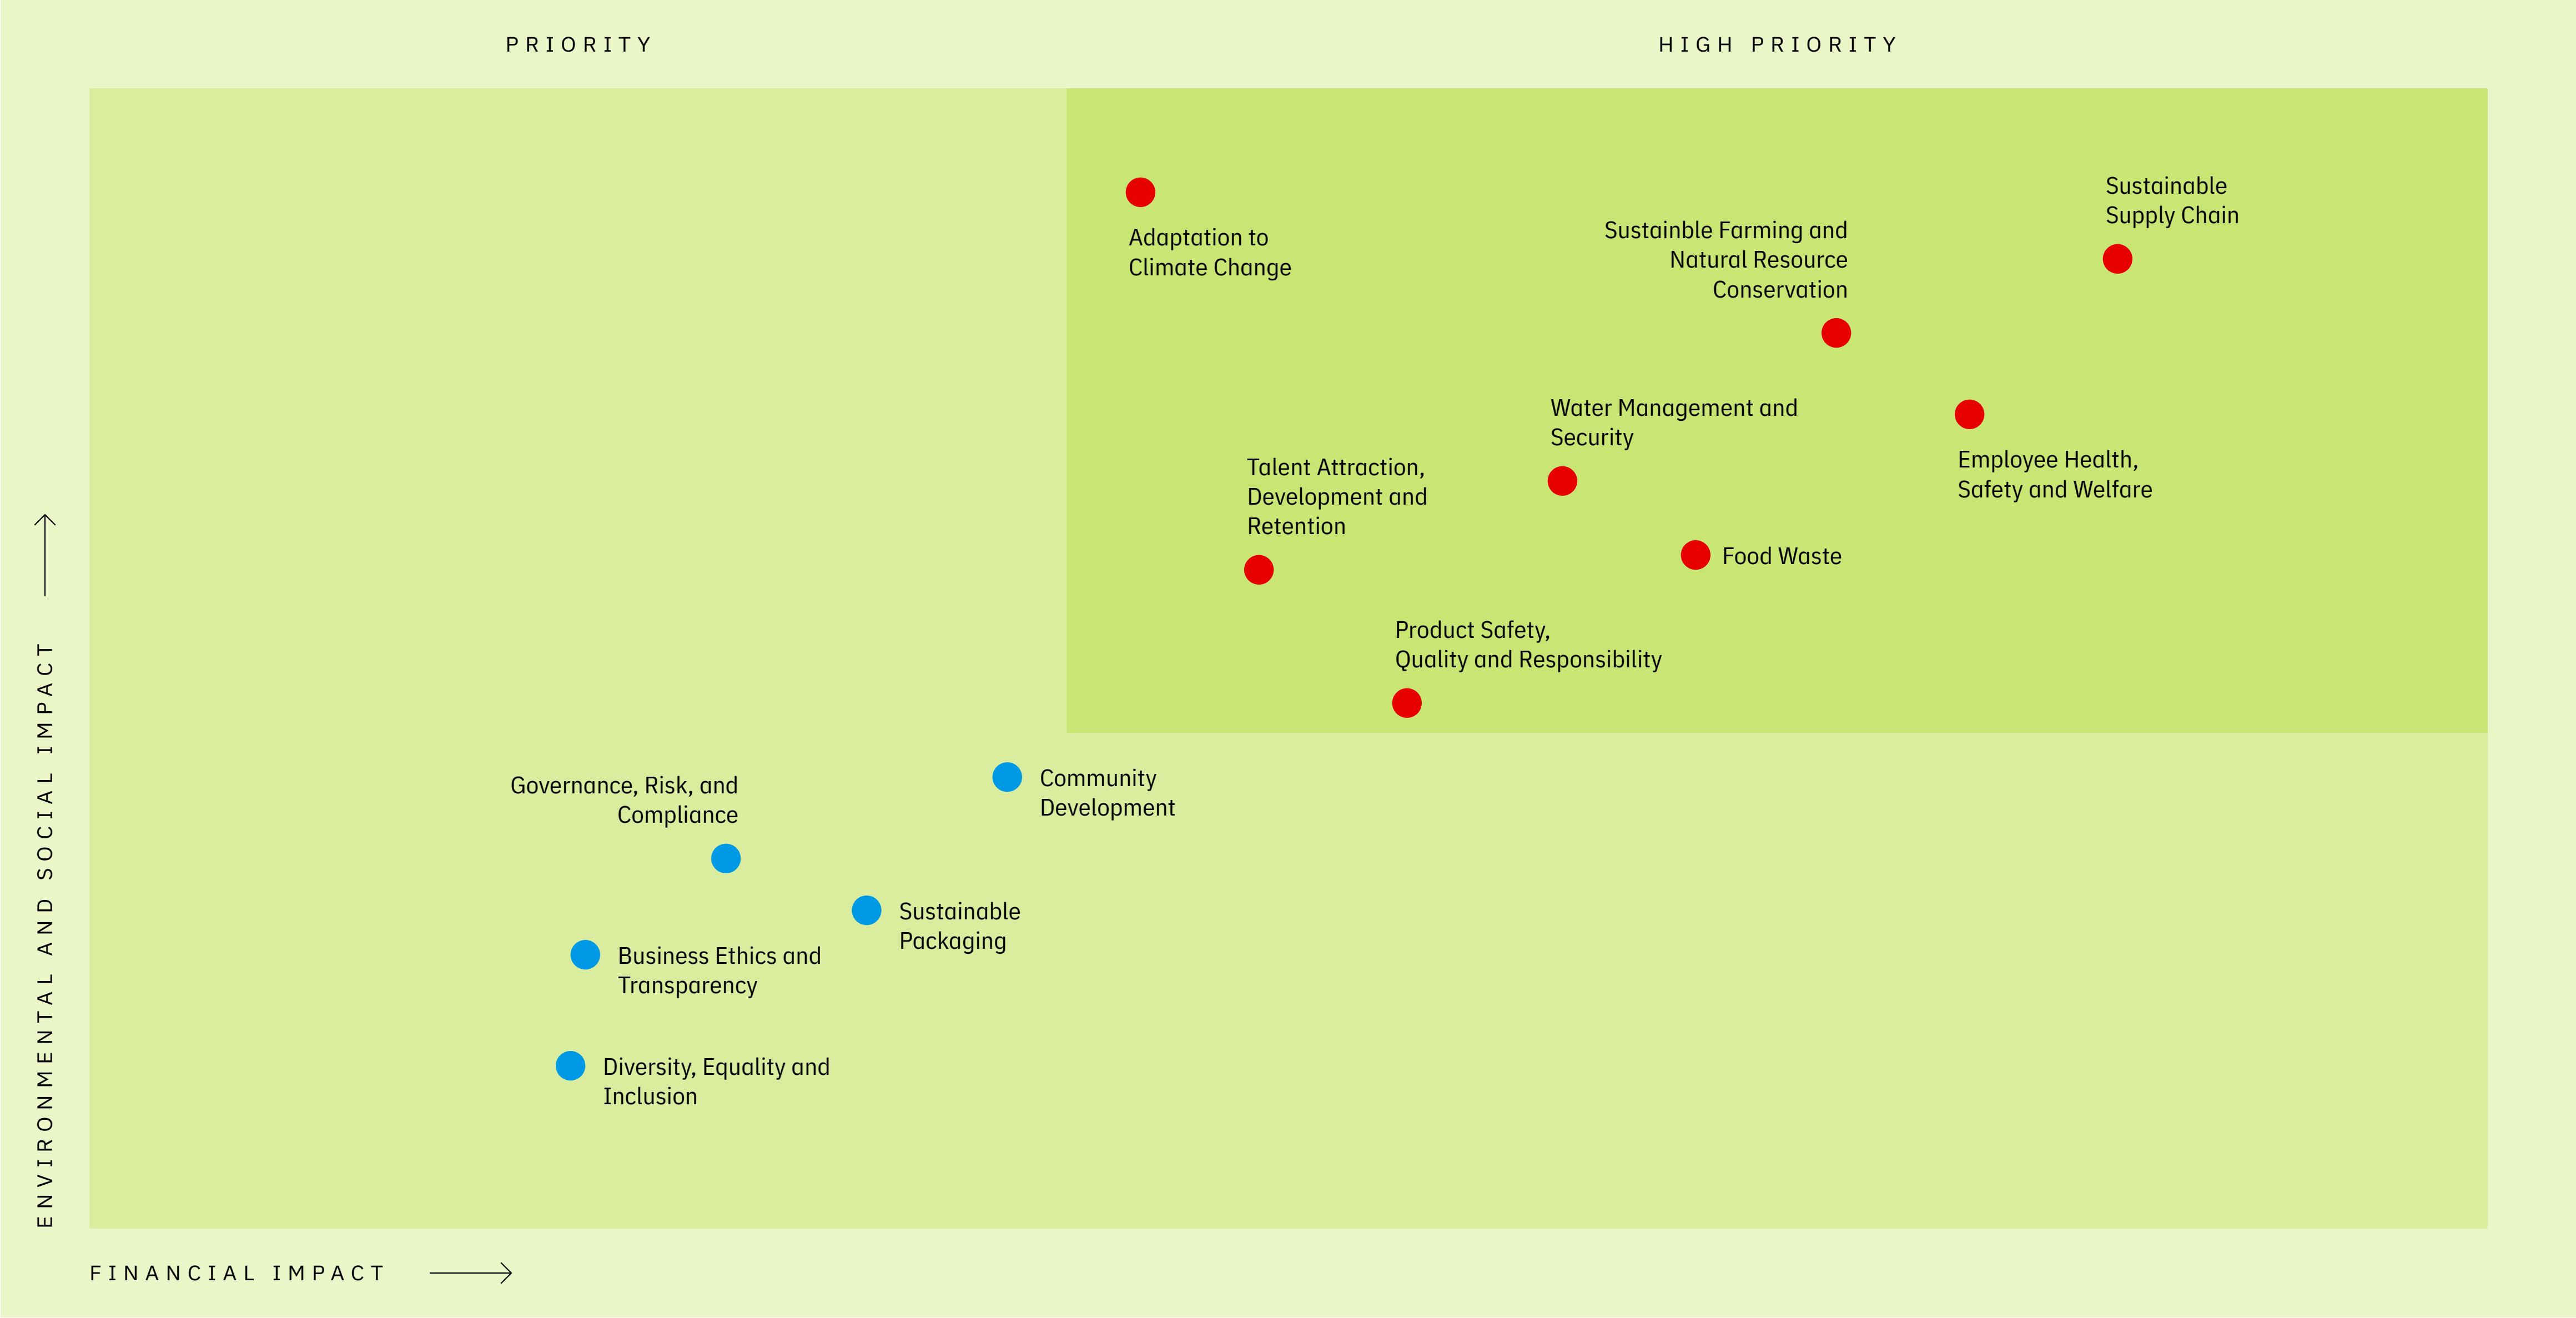 PRIORITY
HIGH PRIORITY
Adaptation to
Climate Change
Sustainble Farming and
Natural Resource
Conservation
Sustainable
Supply Chain
Water Management and
Security
Employee Health,
Safety and Welfare
Talent Attraction,
Development and
Retention
Food Waste
Product Safety,
Quality and Responsibility
Governance, Risk, and
Compliance
Community
Development
Sustainable
Packaging
Business Ethics and
Transparency
Diversity, Equality and
Inclusion
ENVIRONMENTAL AND SOCIAL IMPACT
FINANCIAL IMPACT